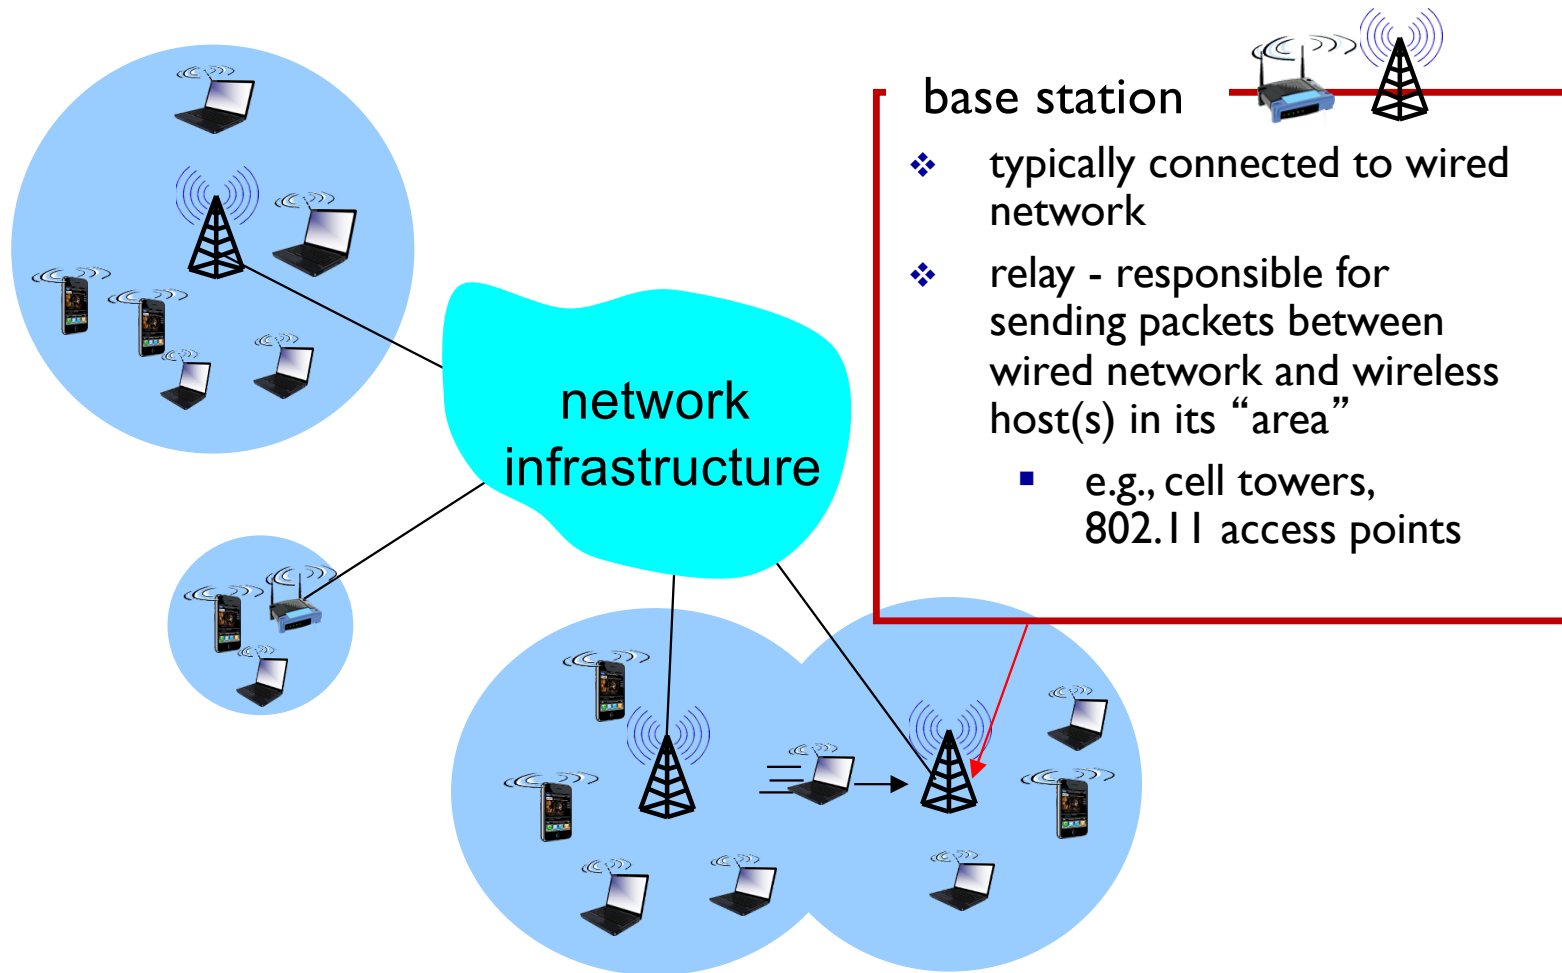 base station
❖ typically connected to wired
network
❖ relay - responsible for
sending packets between
wired network and wireless
host(s) in its “area”
▪ e.g., cell towers,
802.11 access points
network
infrastructure